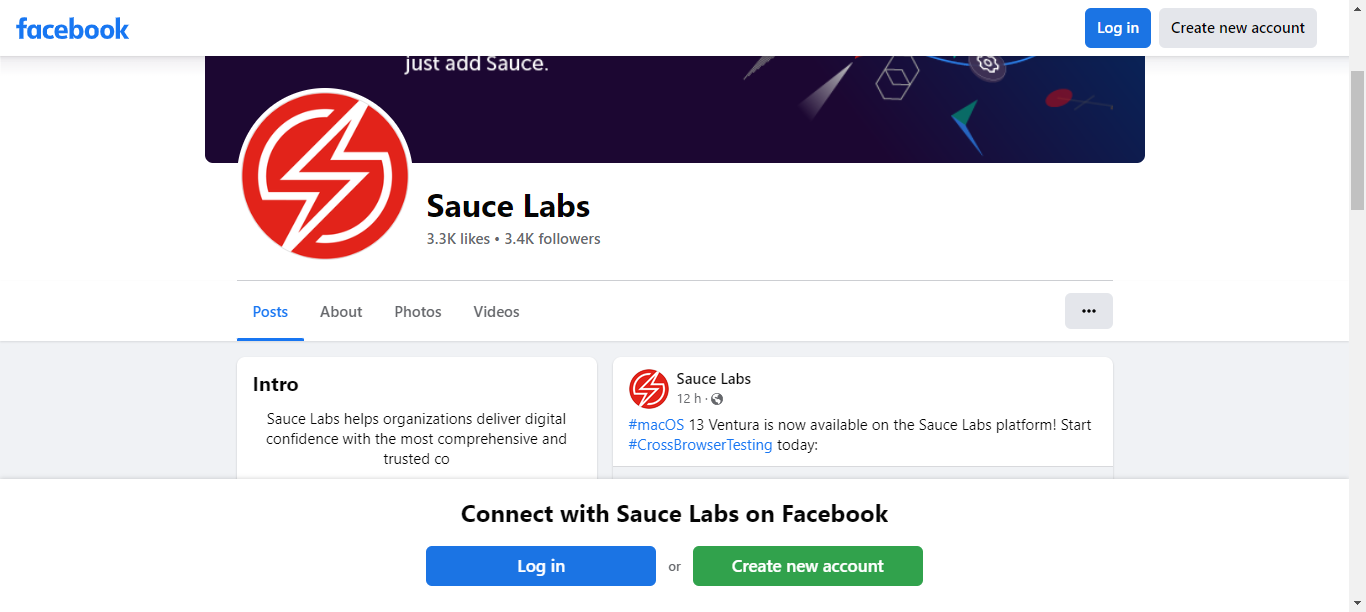 facebook
Log in
Create new account
just add Sauce.
Sauce Labs
3.3K likes • 3.4K followers
Posts
About
Photos
Videos
Intro
Sauce Labs helps organizations deliver digital
confidence with the most comprehensive and
trusted co
Sauce Labs
12 h ·
#macOS 13 Ventura is now available on the Sauce Labs platform! Start
#CrossBrowserTesting today:
Connect with Sauce Labs on Facebook
Log in
or
Create new account